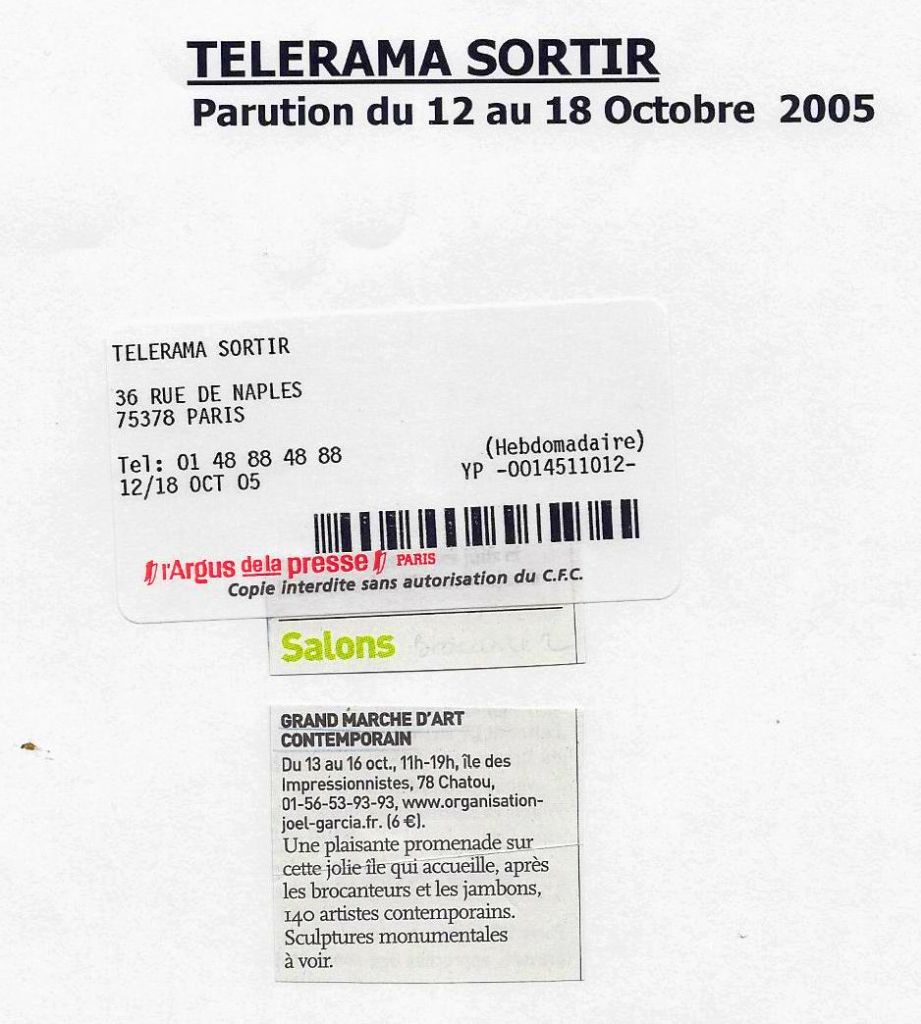 TELERAMA SORTIR
Parution du 12 au 18 Octobre 2005
TELERAMA SORTIR
36 RUE DE NAPLES
75378 PARIS
Tel: 01 48 88 48 88
12/18 OCT 05
(Hebdomadaire)
YP -0014511012-
l'Argus de la presse PARIS
Copie interdite sans autorisation du C.F.C.
Salons
GRAND MARCHE D'ART
CONTEMPORAIN
Du 13 au 16 oct., 11h-19h, île des
Impressionnistes, 78 Chatou,
01-56-53-93-93, www.organisation-
joel-garcia.fr. (6 €).
Une plaisante promenade sur
cette jolie île qui accueille, après
les brocanteurs et les jambons,
140 artistes contemporains.
Sculptures monumentales
à voir.